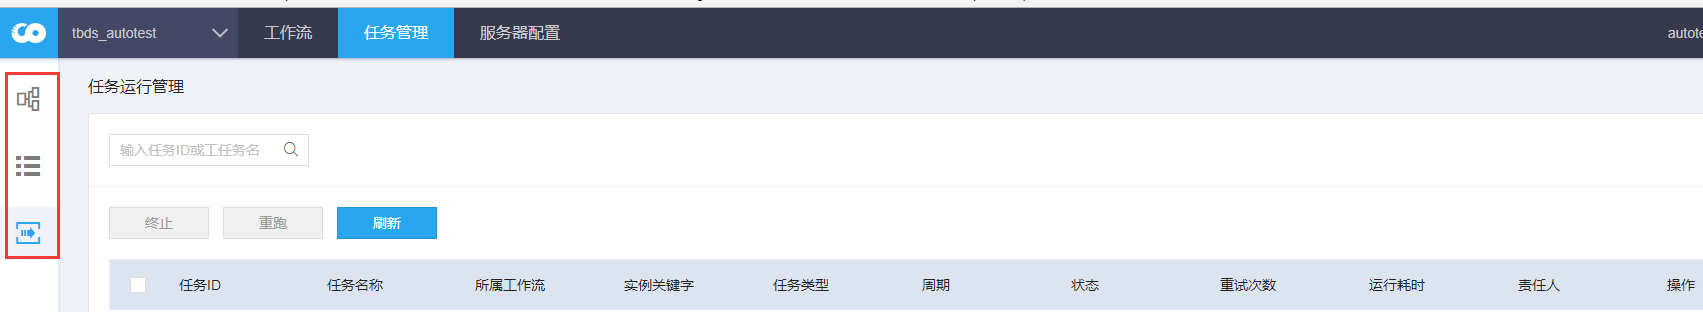 tbds_autotest 工作流 任务管理 服务器配置 autote
任务运行管理
输入任务ID或工任务名
终止 重跑 刷新
任务ID 任务名称 所属工作流 实例关键字 任务类型 周期 状态 重试次数 运行耗时 责任人 操作